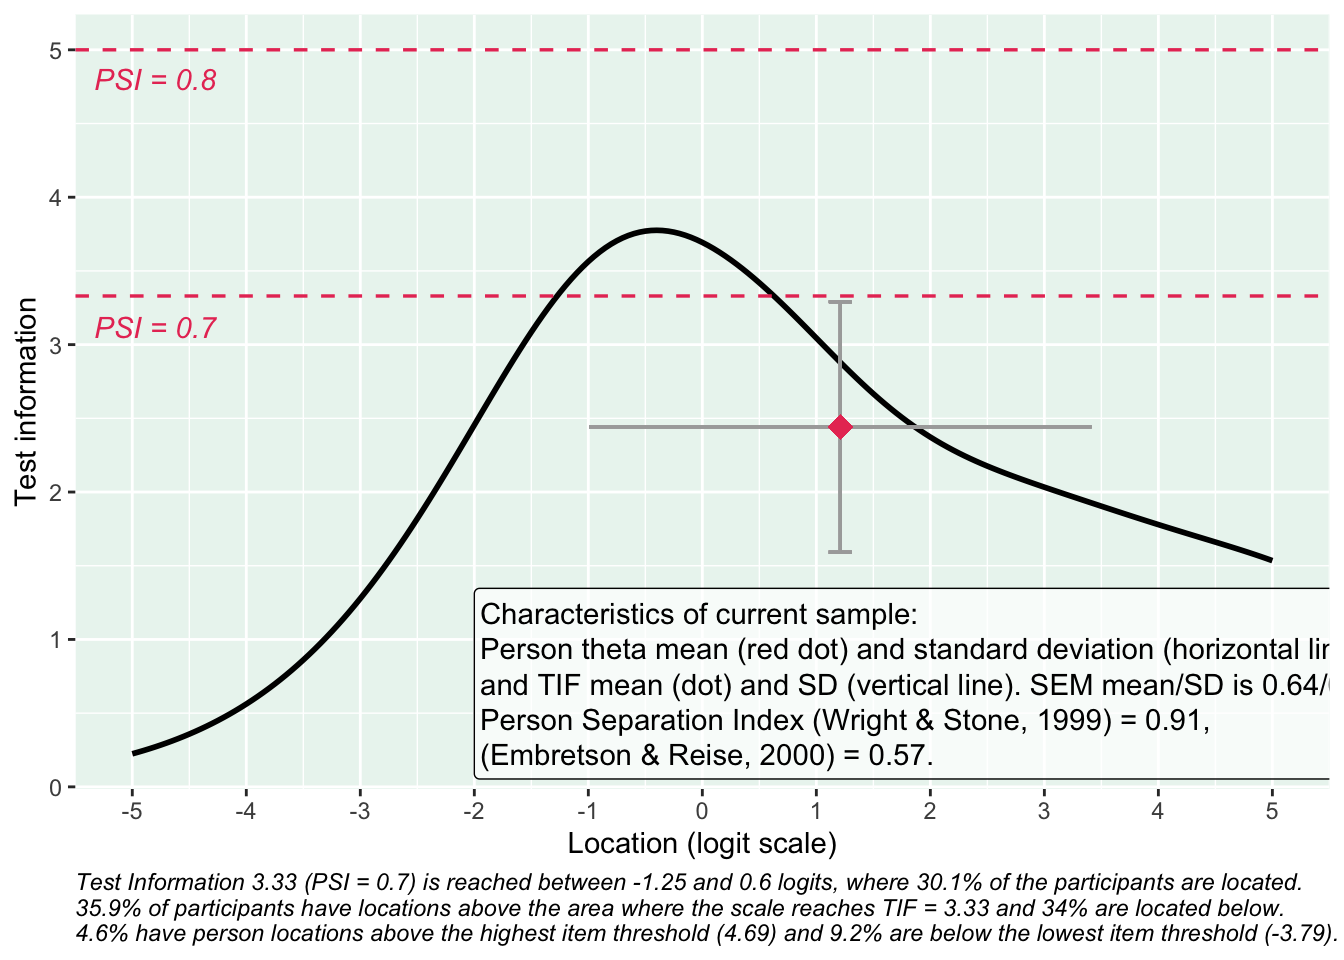 5
PSI = 0.8
4
PSI = 0.7
3
Test information
2
1
0
Characteristics of current sample:
Person theta mean (red dot) and standard deviation (horizontal
and TIF mean (dot) and SD (vertical line). SEM mean/SD is 0.64/
Person Separation Index (Wright & Stone, 1999) = 0.91,
(Embretson & Reise, 2000) = 0.57.
-5 -4 -3 -2 -1 0 1 2 3 4 5
Location (logit scale)
Test Information 3.33 (PSI = 0.7) is reached between -1.25 and 0.6 logits, where 30.1% of the participants are located.
35.9% of participants have locations above the area where the scale reaches TIF = 3.33 and 34% are located below.
4.6% have person locations above the highest item threshold (4.69) and 9.2% are below the lowest item threshold (-3.79).